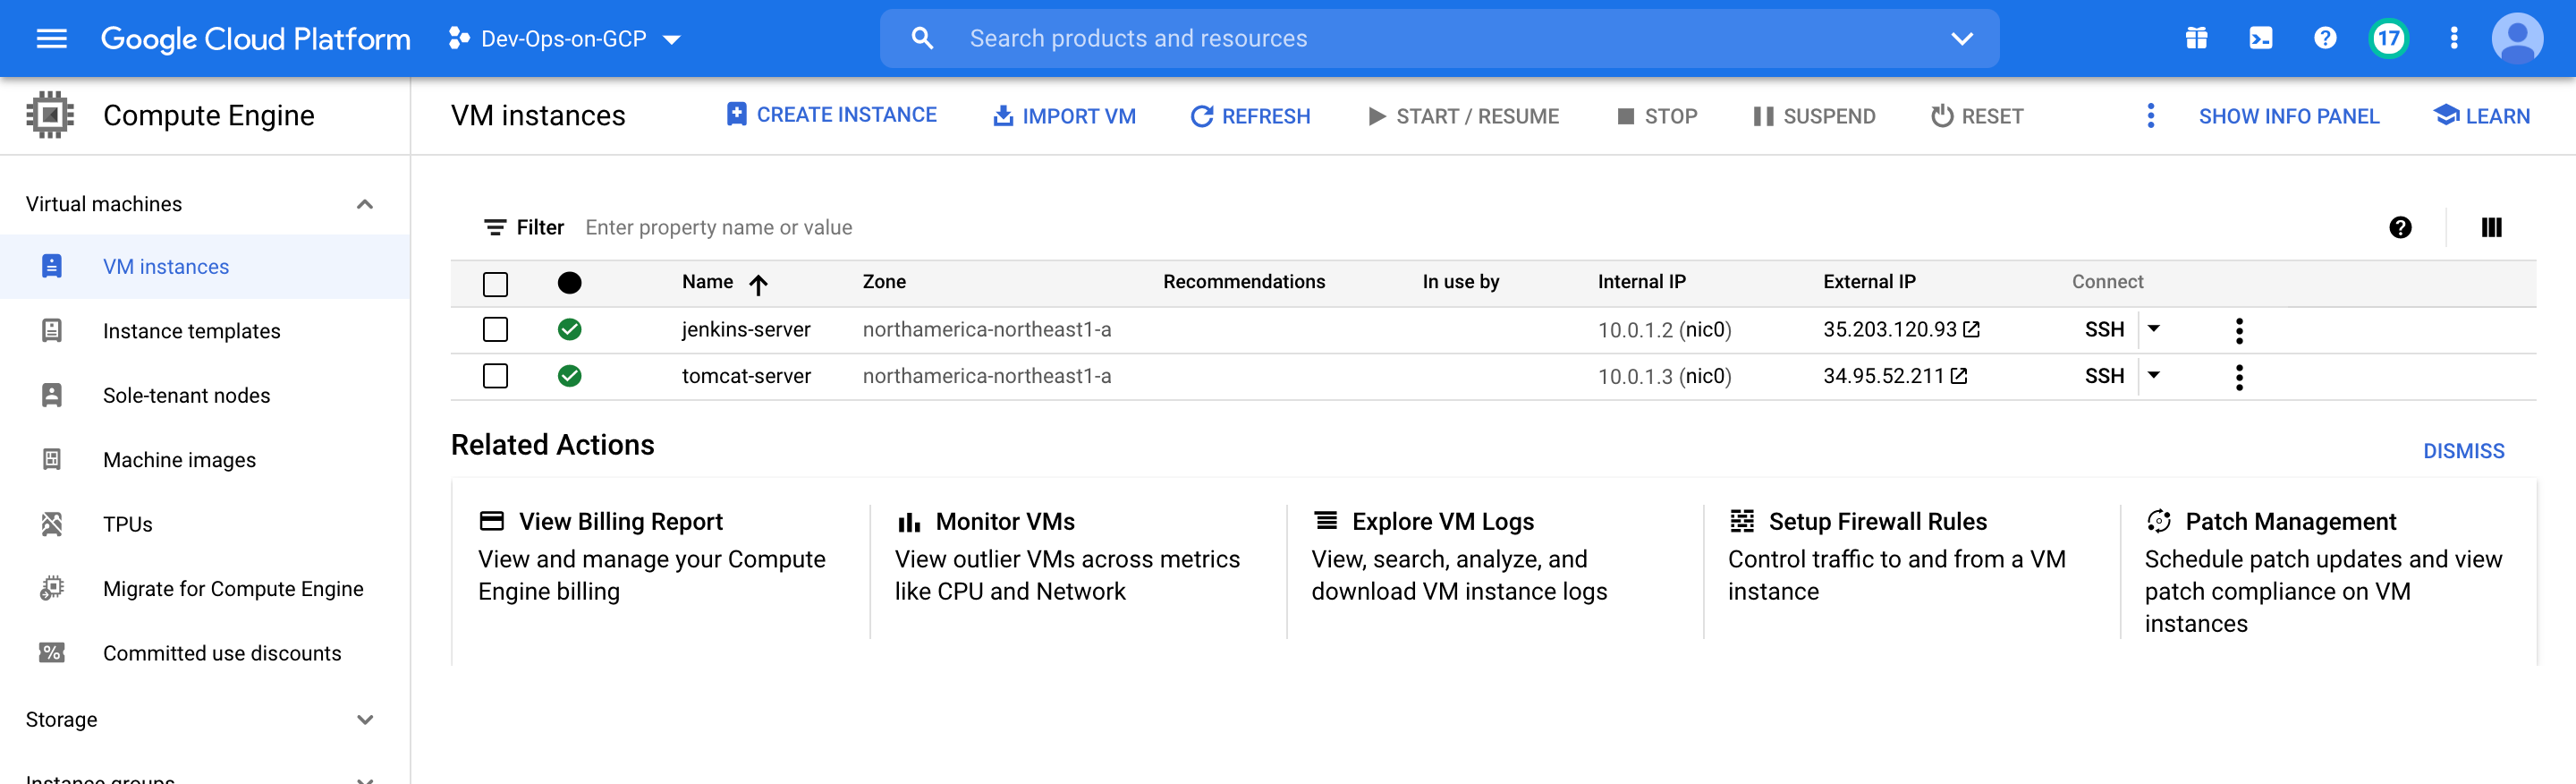 Google Cloud Platform
Dev-Ops-on-GCP
Search products and resources
17
Compute Engine
VM instances
CREATE INSTANCE
IMPORT VM
REFRESH
START / RESUME
STOP
SUSPEND
RESET
SHOW INFO PANEL
LEARN
Virtual machines
VM instances
Instance templates
Sole-tenant nodes
Machine images
TPUs
Migrate for Compute Engine
Committed use discounts
Storage
Instance groups
Filter Enter property name or value
Name Zone Recommendations In use by Internal IP External IP Connect
jenkins-server northamerica-northeast1-a 10.0.1.2 (nic0) 35.203.120.93 SSH
tomcat-server northamerica-northeast1-a 10.0.1.3 (nic0) 34.95.52.211 SSH
Related Actions
DISMISS
View Billing Report
View and manage your Compute
Engine billing
Monitor VMs
View outlier VMs across metrics
like CPU and Network
Explore VM Logs
View, search, analyze, and
download VM instance logs
Setup Firewall Rules
Control traffic to and from a VM
instance
Patch Management
Schedule patch updates and view
patch compliance on VM
instances